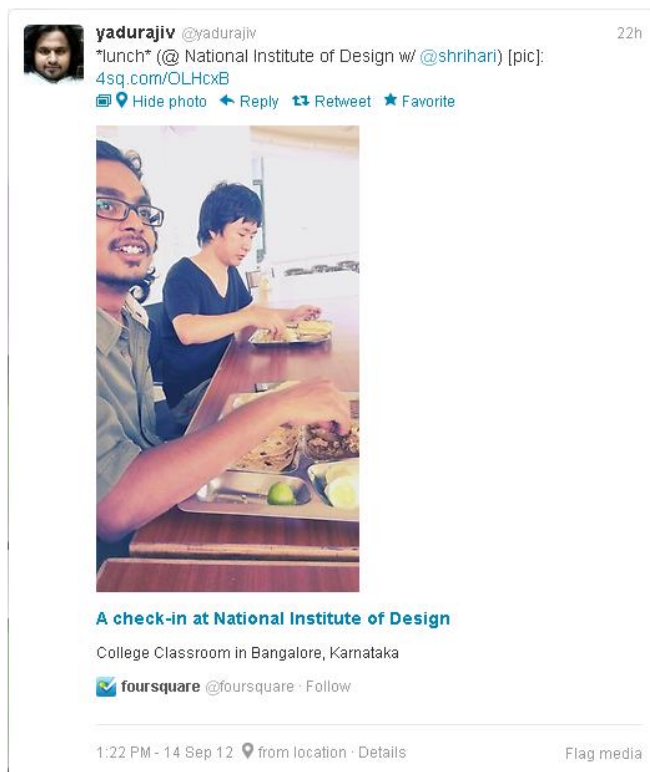 yadurajiv @yadurajiv 22h
*lunch* (@ National Institute of Design w/ @shrihari) [pic]:
4sq.com/OLHcxB
Hide photo Reply Retweet Favorite
A check-in at National Institute of Design
College Classroom in Bangalore, Karnataka
foursquare @foursquare · Follow
1:22 PM - 14 Sep 12 from location · Details Flag media